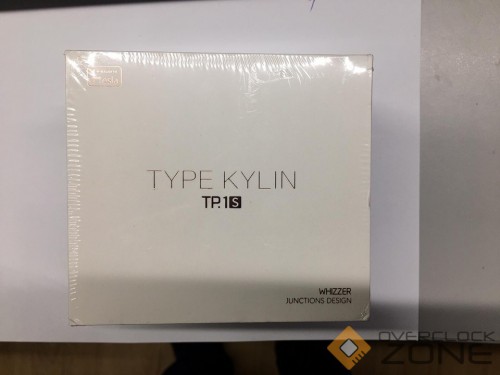 TYPE KYLIN
TP.1S
WHIZZER
JUNCTIONS DESIGN
OVERCLOCK
ZONE